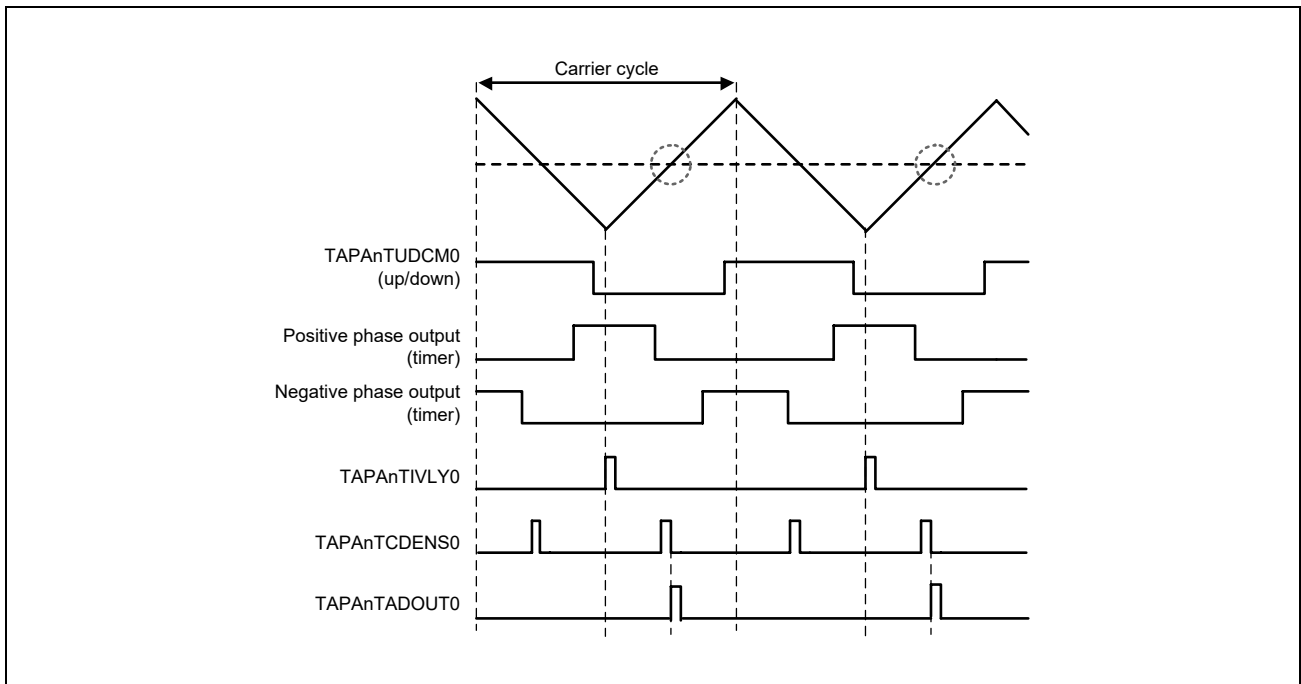 Carrier cycle
TAPAnTUDCM0
(up/down)
Positive phase output
(timer)
Negative phase output
(timer)
TAPAnTIVLY0
TAPAnTCDENS0
TAPAnTADOUT0